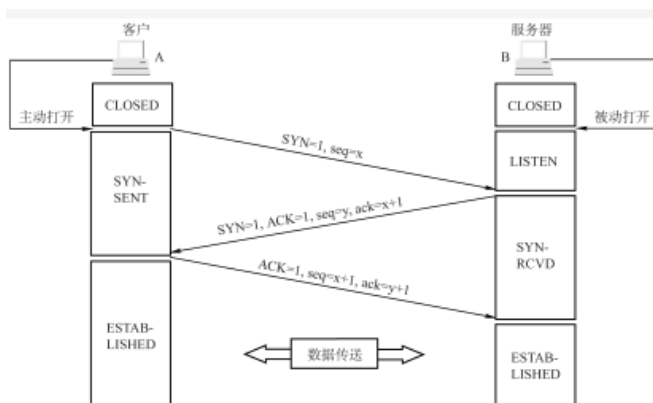 客户
服务器
A
B
CLOSED
CLOSED
主动打开
被动打开
SYN=1, seq=x
LISTEN
SYN-
SENT
SYN=1, ACK=1, seq=y, ack=x+1
SYN-
RCVD
ACK=1, seq=x+1, ack=y+1
ESTAB-
LISHED
数据传送
ESTAB-
LISHED